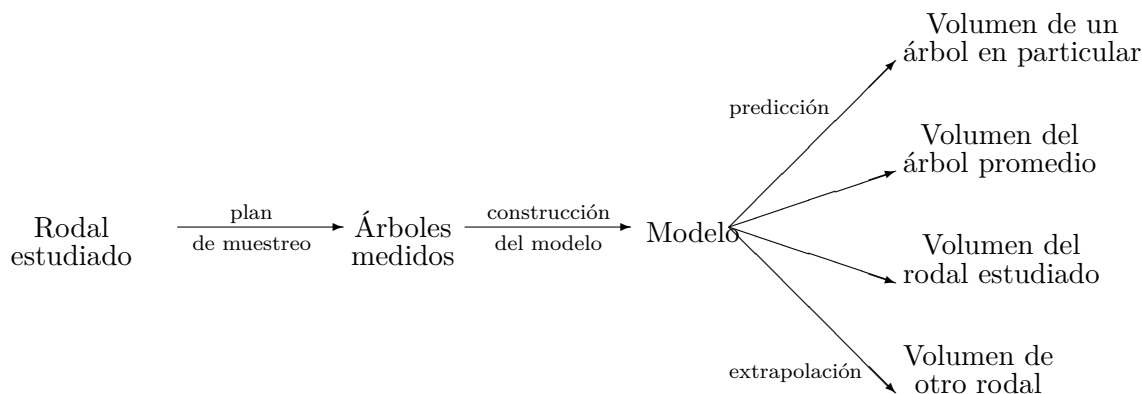 Rodal
estudiado
plan
de muestreo
Árboles
medidos
construcción
del modelo
Modelo
predicción
extrapolación
Volumen de un
árbol en particular
Volumen del
árbol promedio
Volumen del
rodal estudiado
Volumen de
otro rodal